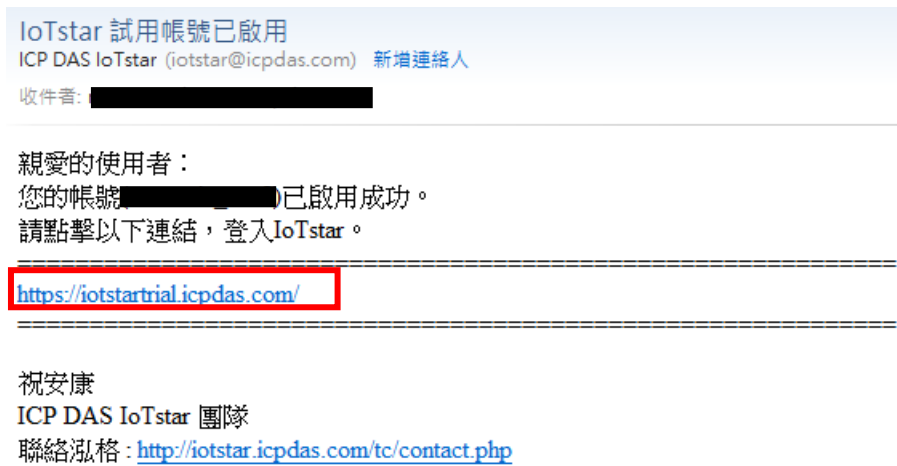 IoTstar 試用帳號已啟用
ICP DAS IoTstar (iotstar@icpdas.com) 新增連絡人
收件者:
親愛的使用者：
您的帳號)已啟用成功。
請點擊以下連結，登入IoTstar。
=============================================================
https://iotstartrial.icpdas.com/
=============================================================
祝安康
ICP DAS IoTstar 團隊
聯絡泓格 : http://iotstar.icpdas.com/tc/contact.php